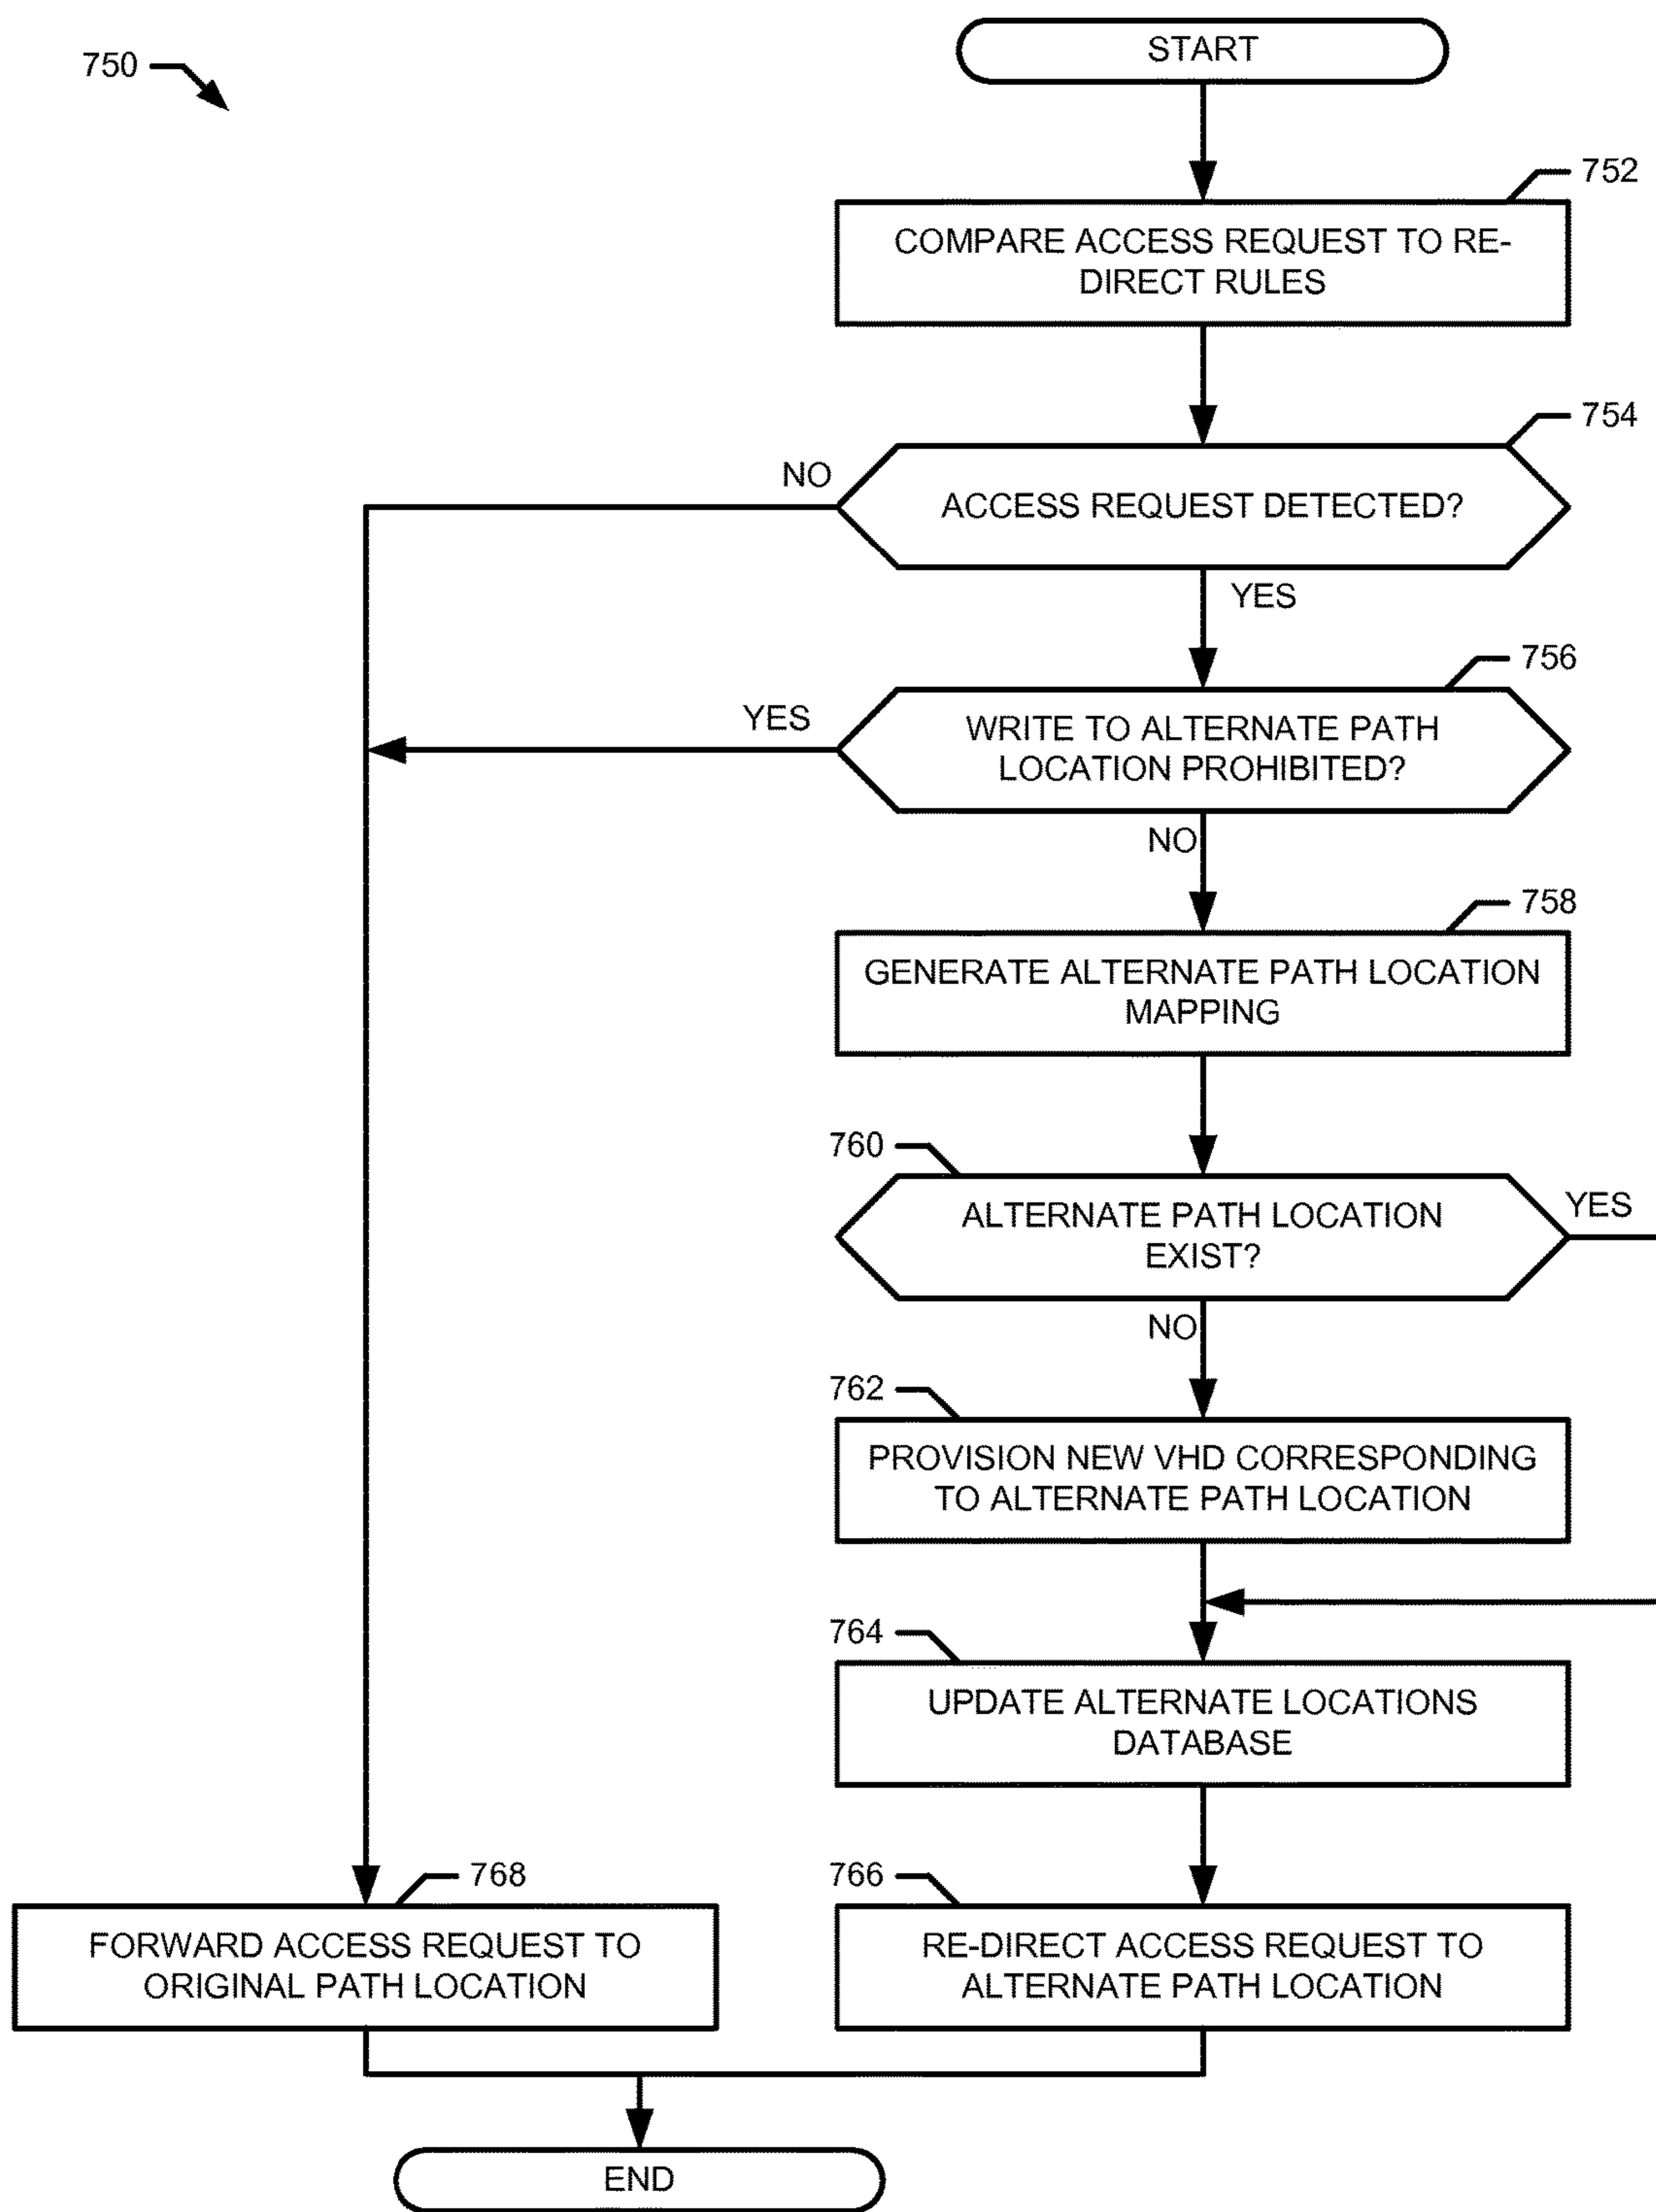 750
START
752
COMPARE ACCESS REQUEST TO RE-
DIRECT RULES
754
NO
ACCESS REQUEST DETECTED?
YES
756
YES
WRITE TO ALTERNATE PATH
LOCATION PROHIBITED?
NO
758
GENERATE ALTERNATE PATH LOCATION
MAPPING
760
ALTERNATE PATH LOCATION
EXIST?
YES
NO
762
PROVISION NEW VHD CORRESPONDING
TO ALTERNATE PATH LOCATION
764
UPDATE ALTERNATE LOCATIONS
DATABASE
768
FORWARD ACCESS REQUEST TO
ORIGINAL PATH LOCATION
766
RE-DIRECT ACCESS REQUEST TO
ALTERNATE PATH LOCATION
END